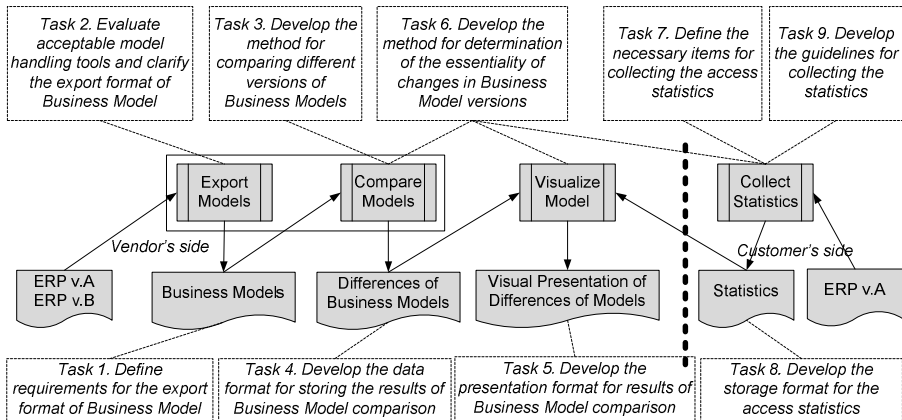 Task 2. Evaluate
acceptable model
handling tools and clarify
the export format of
Business Model
Task 3. Develop the
method for
comparing different
versions of
Business Models
Task 6. Develop the
method for determination
of the essentiality of
changes in Business
Model versions
Task 7. Define the
necessary items for
collecting the access
statistics
Task 9. Develop
the guidelines for
collecting the
statistics
Export
Models
Compare
Models
Visualize
Model
Collect
Statistics
Vendor's side
Customer's side
ERP v.A
ERP v.B
Business Models
Differences of
Business Models
Visual Presentation of
Differences of Models
Statistics
ERP v.A
Task 1. Define
requirements for the export
format of Business Model
Task 4. Develop the data
format for storing the results of
Business Model comparison
Task 5. Develop the
presentation format for results of
Business Model comparison
Task 8. Develop the
storage format for the
access statistics